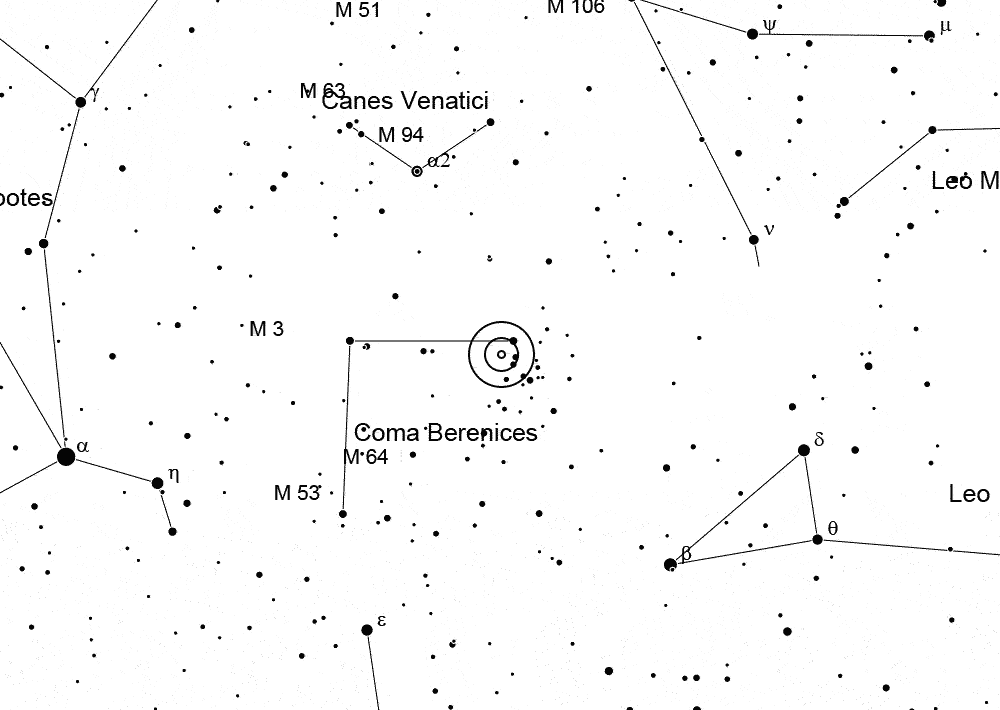 M 51
M 106
ψ
μ
γ
M 63
Canes Venatici
M 94
α2
Leo M
ootes
ν
M 3
Coma Berenices
α
δ
M 64
η
M 53
Leo
θ
β
ε